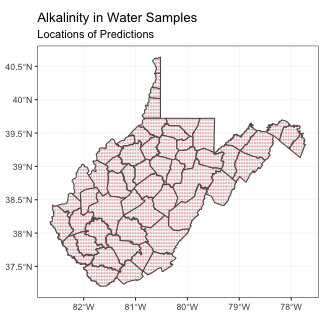 Alkalinity in Water Samples
Locations of Predictions
40.5°N
40°N
39.5°N
39°N
38.5°N
38°N
37.5°N
82°W 81°W 80°W 79°W 78°W